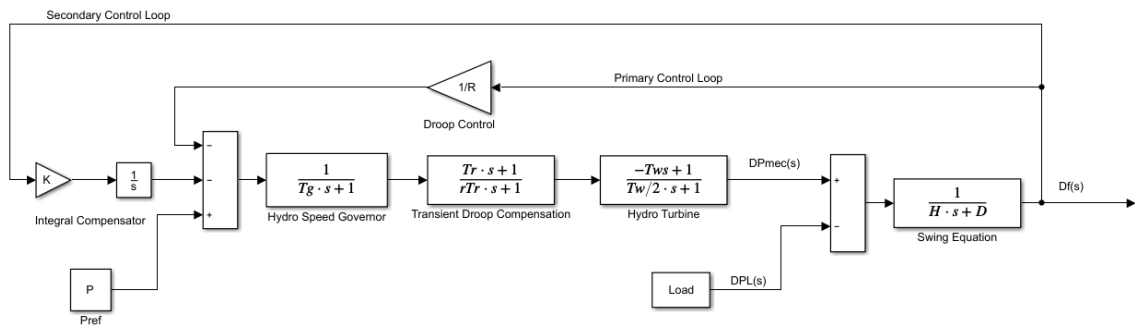 Secondary Control Loop
Primary Control Loop
1/R
Droop Control
K
1
s
Integral Compensator
−
−
+
1
Tg · s + 1
Hydro Speed Governor
Tr · s + 1
rTr · s + 1
Transient Droop Compensation
-Tws + 1
Tw/2 · s + 1
Hydro Turbine
DPmec(s)
+
−
1
H · s + D
Swing Equation
Df(s)
P
Pref
Load
DPL(s)